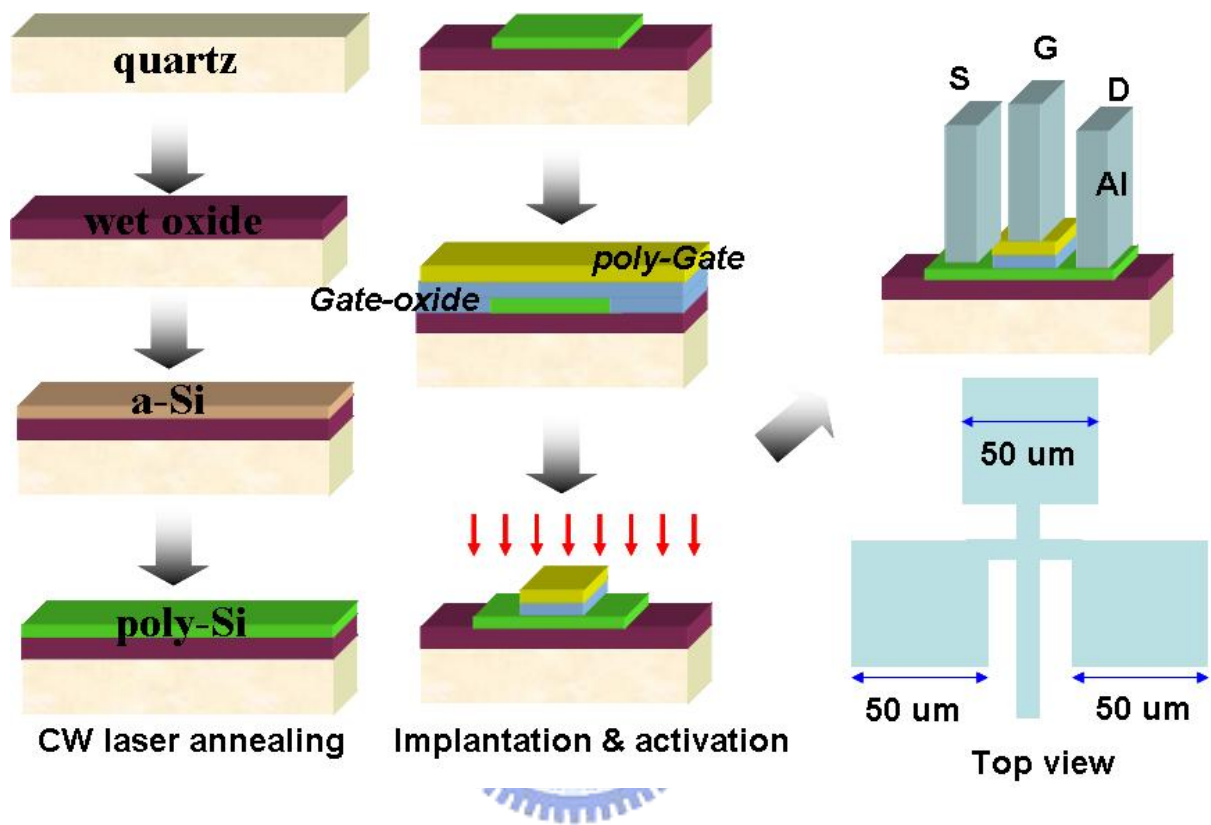 quartz
wet oxide
a-Si
poly-Si
CW laser annealing
poly-Gate
Gate-oxide
Implantation & activation
S
G
D
Al
50 um
50 um
50 um
Top view